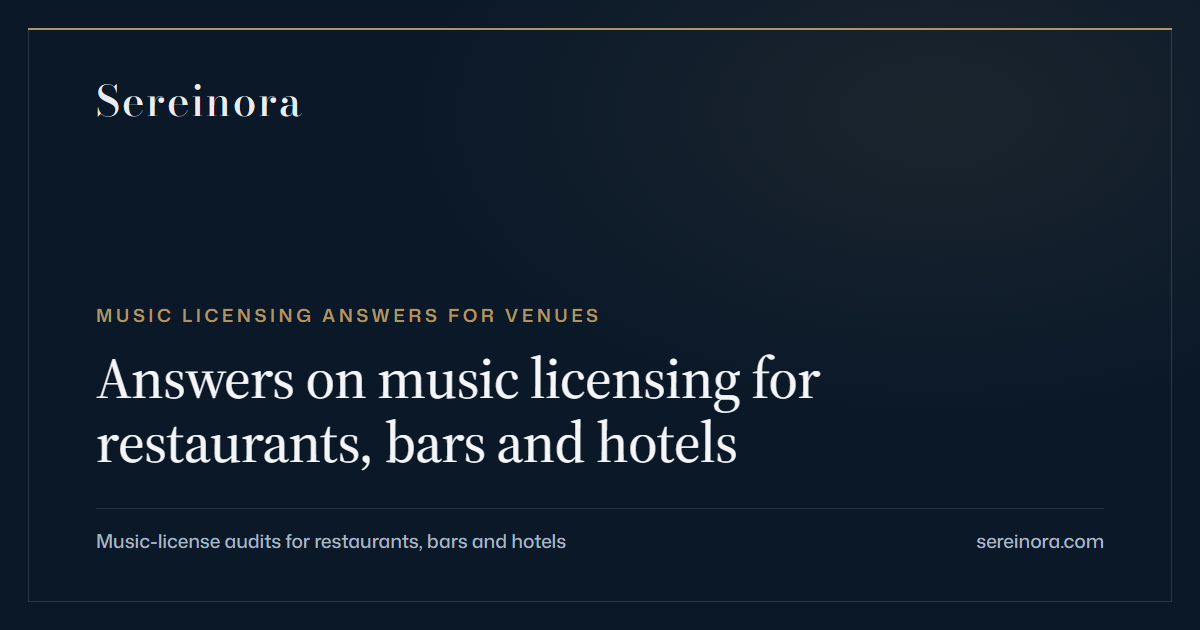 Sereinora
MUSIC LICENSING ANSWERS FOR VENUES
Answers on music licensing for
restaurants, bars and hotels
Music-license audits for restaurants, bars and hotels
sereinora.com